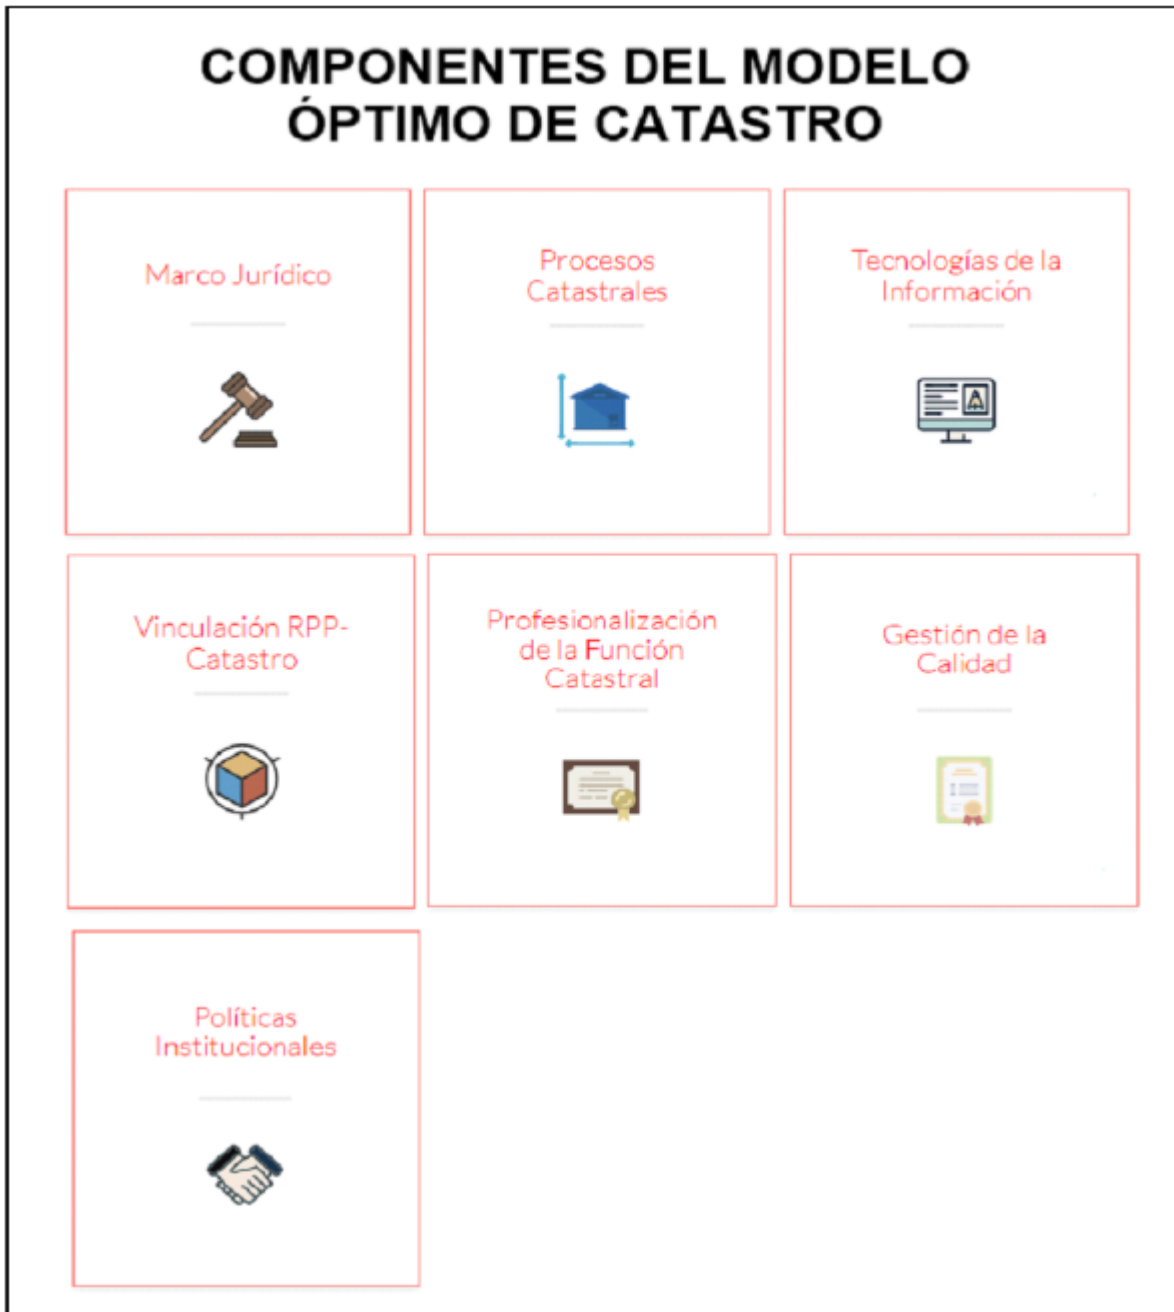 COMPONENTES DEL MODELO
ÓPTIMO DE CATASTRO
Marco Jurídico
Procesos
Catastrales
Tecnologías de la
Información
Vinculación RPP-
Catastro
Profesionalización
de la Función
Catastral
Gestión de la
Calidad
Políticas
Institucionales